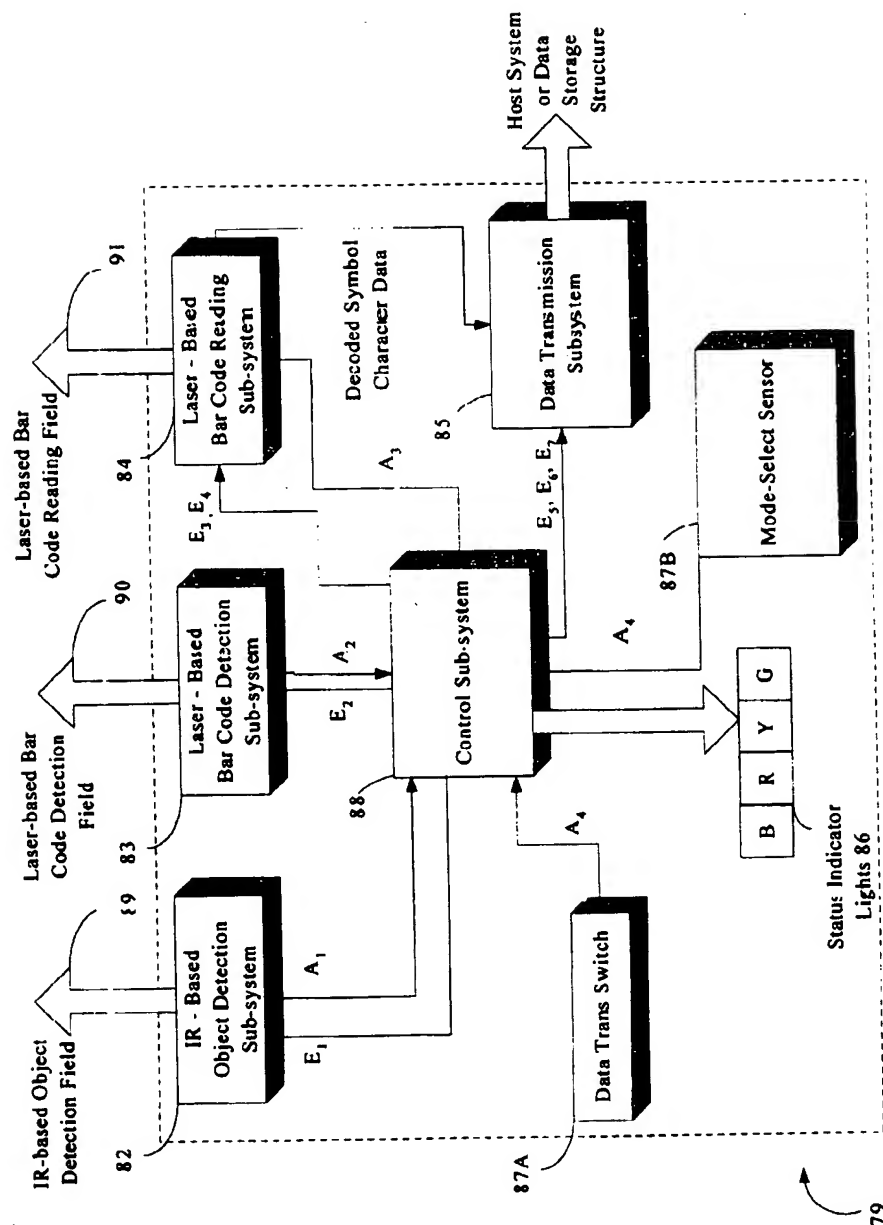 IR-based Object
Detection Field
89
Laser-based Bar
Code Detection
Field
90
Laser-based Bar
Code Reading Field
91
82
IR - Based
Object Detection
Sub-system
83
Laser - Based
Bar Code Detection
Sub-system
84
Laser - Based
Bar Code Reading
Sub-system
E1
A1
E2
A2
E3, E4
A3
Decoded Symbol
Character Data
88
Control Sub-system
85
Data Transmission
Subsystem
Host System
or Data
Storage
Structure
E5, E6, E7
A4
A4
87A
Data Trans Switch
87B
Mode-Select Sensor
B R Y G
Status Indicator
Lights 86
79